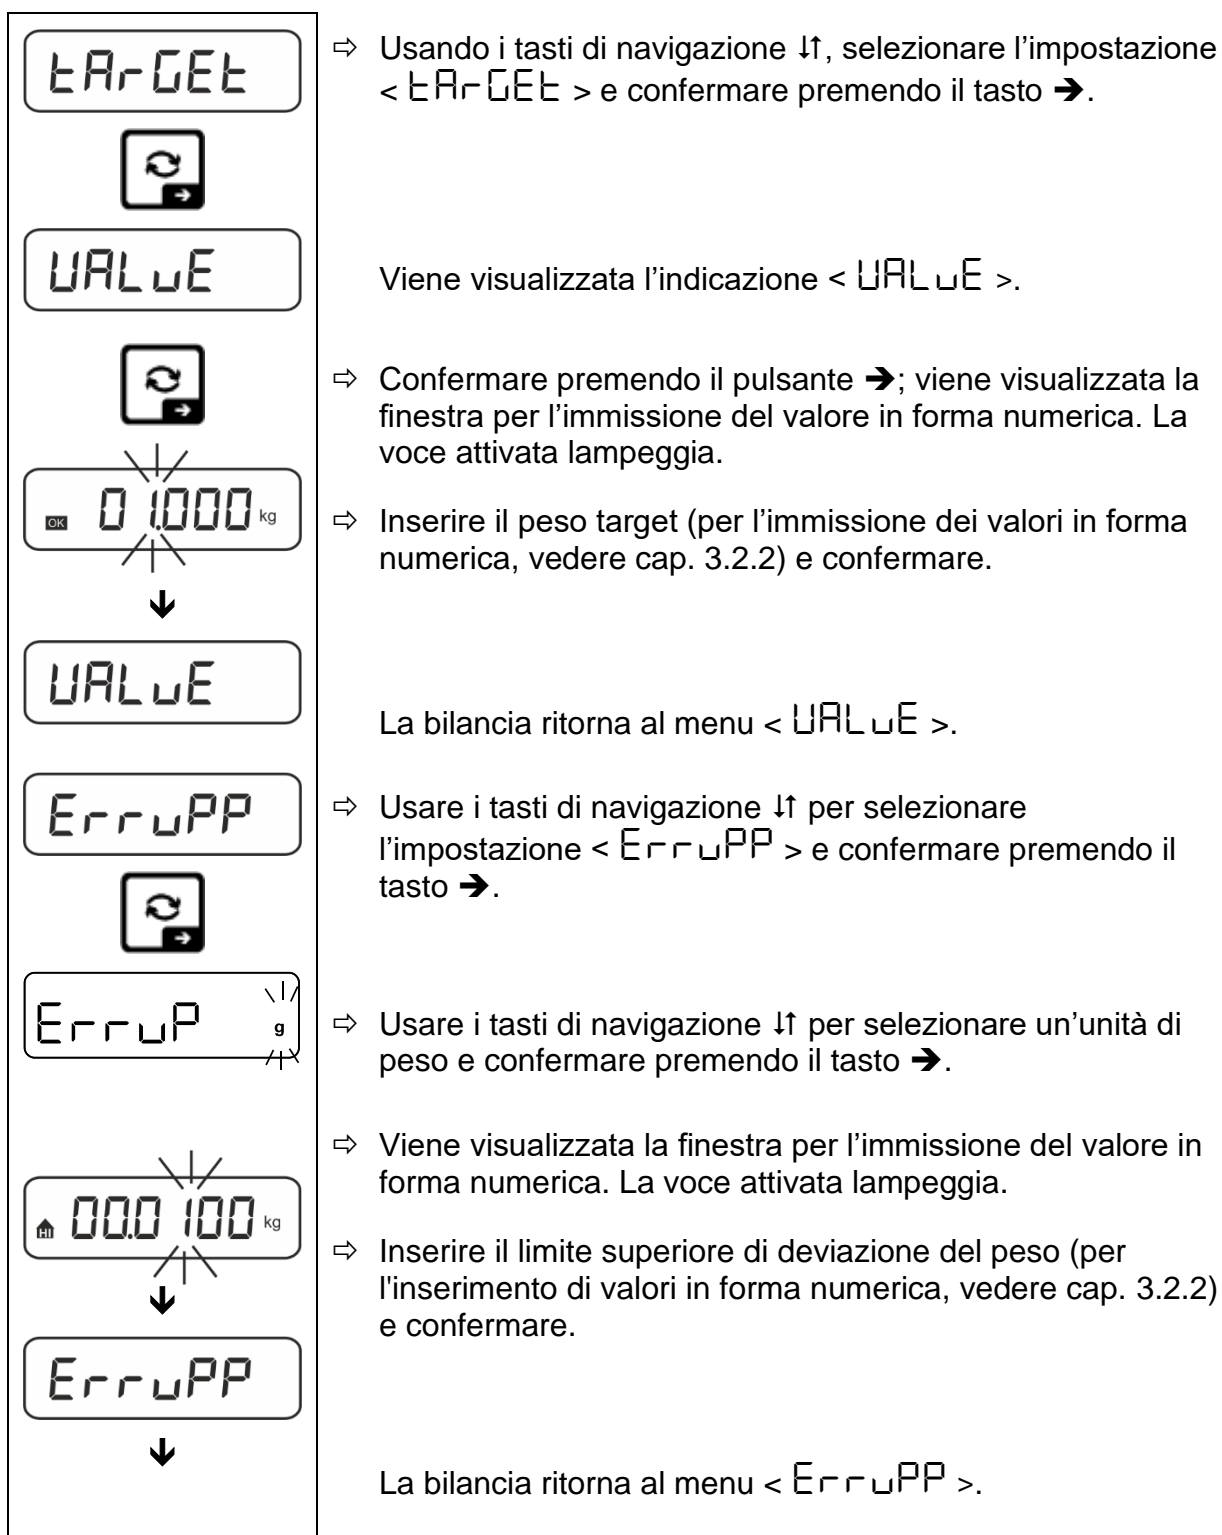 tArGEt
⇨ Usando i tasti di navigazione ↓↑, selezionare l’impostazione
< tArGEt > e confermare premendo il tasto ➔.
VALuE
Viene visualizzata l’indicazione < VALuE >.
⇨ Confermare premendo il pulsante ➔; viene visualizzata la
finestra per l’immissione del valore in forma numerica. La
voce attivata lampeggia.
OK 01.000 kg
⇨ Inserire il peso target (per l’immissione dei valori in forma
numerica, vedere cap. 3.2.2) e confermare.
VALuE
La bilancia ritorna al menu < VALuE >.
ErruPP
⇨ Usare i tasti di navigazione ↓↑ per selezionare
l’impostazione < ErruPP > e confermare premendo il
tasto ➔.
ErruP g
⇨ Usare i tasti di navigazione ↓↑ per selezionare un’unità di
peso e confermare premendo il tasto ➔.
⇨ Viene visualizzata la finestra per l’immissione del valore in
forma numerica. La voce attivata lampeggia.
HI 00.0100 kg
⇨ Inserire il limite superiore di deviazione del peso (per
l'inserimento di valori in forma numerica, vedere cap. 3.2.2)
e confermare.
ErruPP
La bilancia ritorna al menu < ErruPP >.